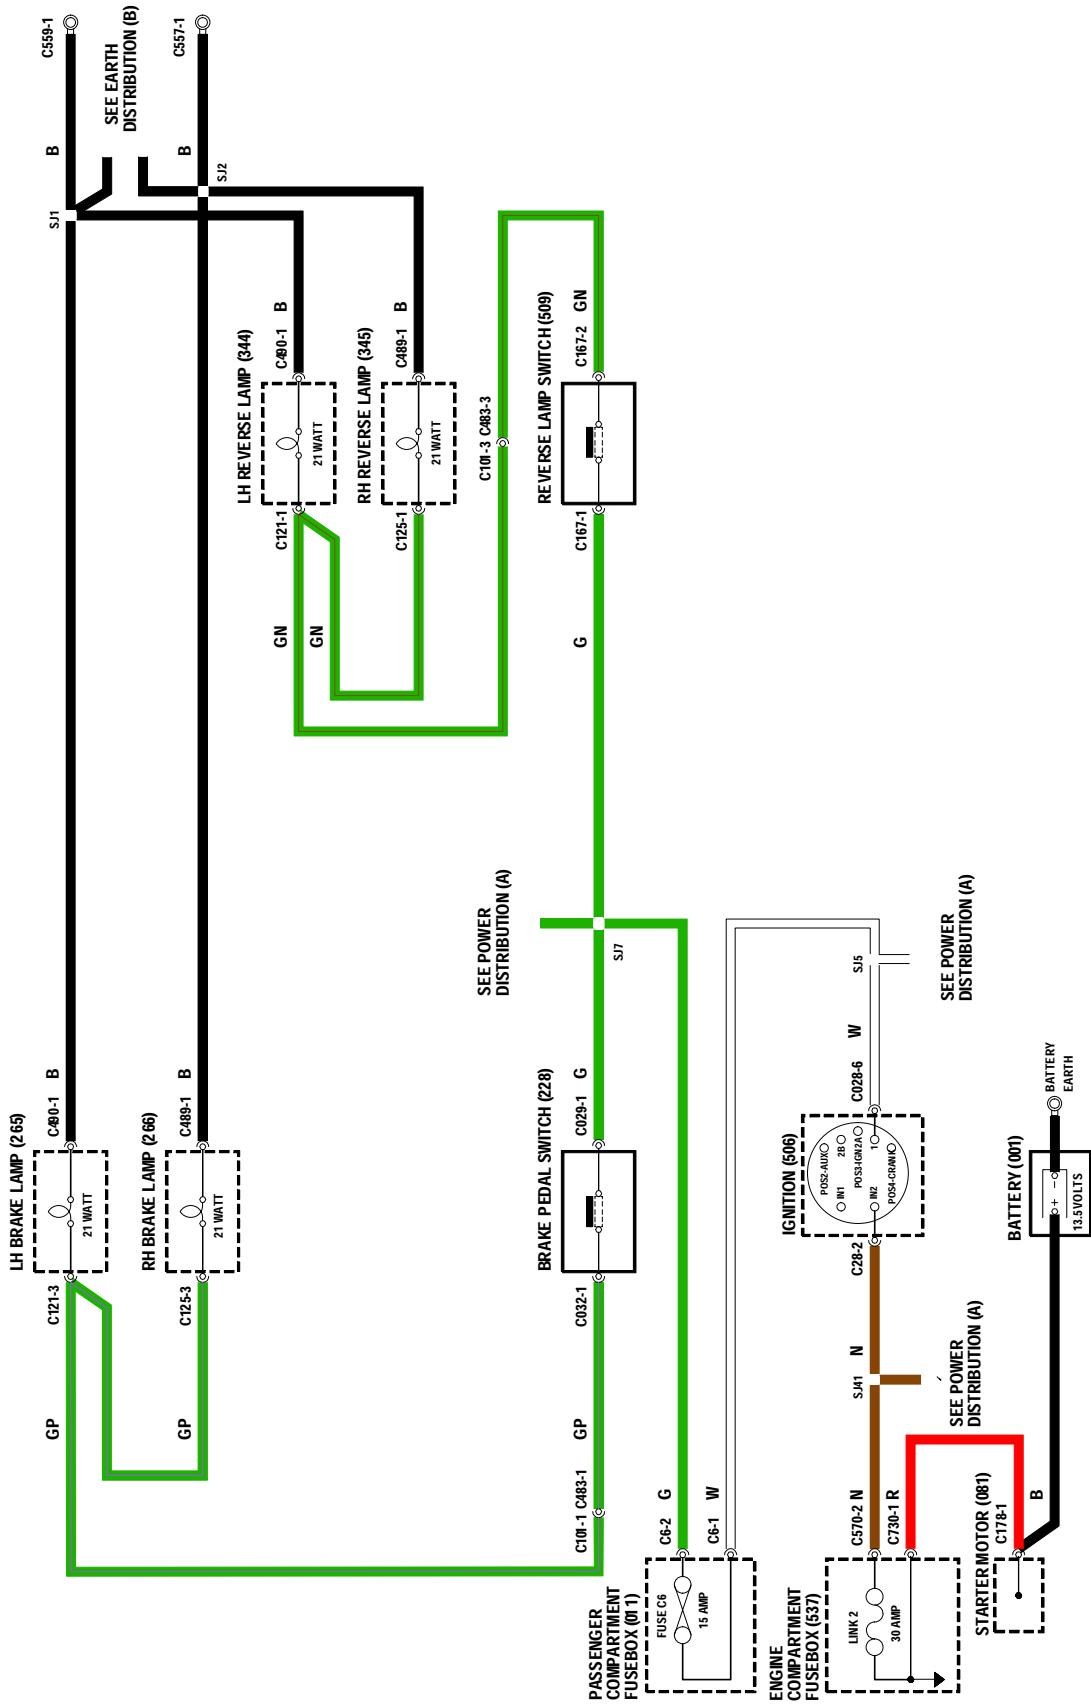 C559-1
SEE EARTH
DISTRIBUTION (B)
C557-1
B
B
SJ1
SJ2
LH REVERSE LAMP (344)
C490-1
B
21 WATT
C121-1
RH REVERSE LAMP (345)
C489-1
B
21 WATT
C125-1
GN
GN
C101-3 C483-3
REVERSE LAMP SWITCH (509)
C167-2
GN
C167-1
G
SEE POWER
DISTRIBUTION (A)
SJ7
SJ5
SEE POWER
DISTRIBUTION (A)
LH BRAKE LAMP (265)
C490-1
B
21 WATT
C121-3
RH BRAKE LAMP (266)
C489-1
B
21 WATT
C125-3
GP
GP
BRAKE PEDAL SWITCH (228)
C029-1
G
C032-1
GP
C101-1 C483-1
IGNITION (506)
C028-6
W
POS2-AUX
2B
POS3-IGN2A
1
IN1
IN2
POS4-CRANK
C28-2
N
SJ41
BATTERY (001)
BATTERY
EARTH
+ -
13.5 VOLTS
SEE POWER
DISTRIBUTION (A)
PASSENGER
COMPARTMENT
FUSEBOX (011)
FUSE C6
15 AMP
C6-2
G
C6-1
W
ENGINE
COMPARTMENT
FUSEBOX (537)
LINK 2
30 AMP
C570-2 N
C730-1 R
STARTER MOTOR (081)
C178-1
B